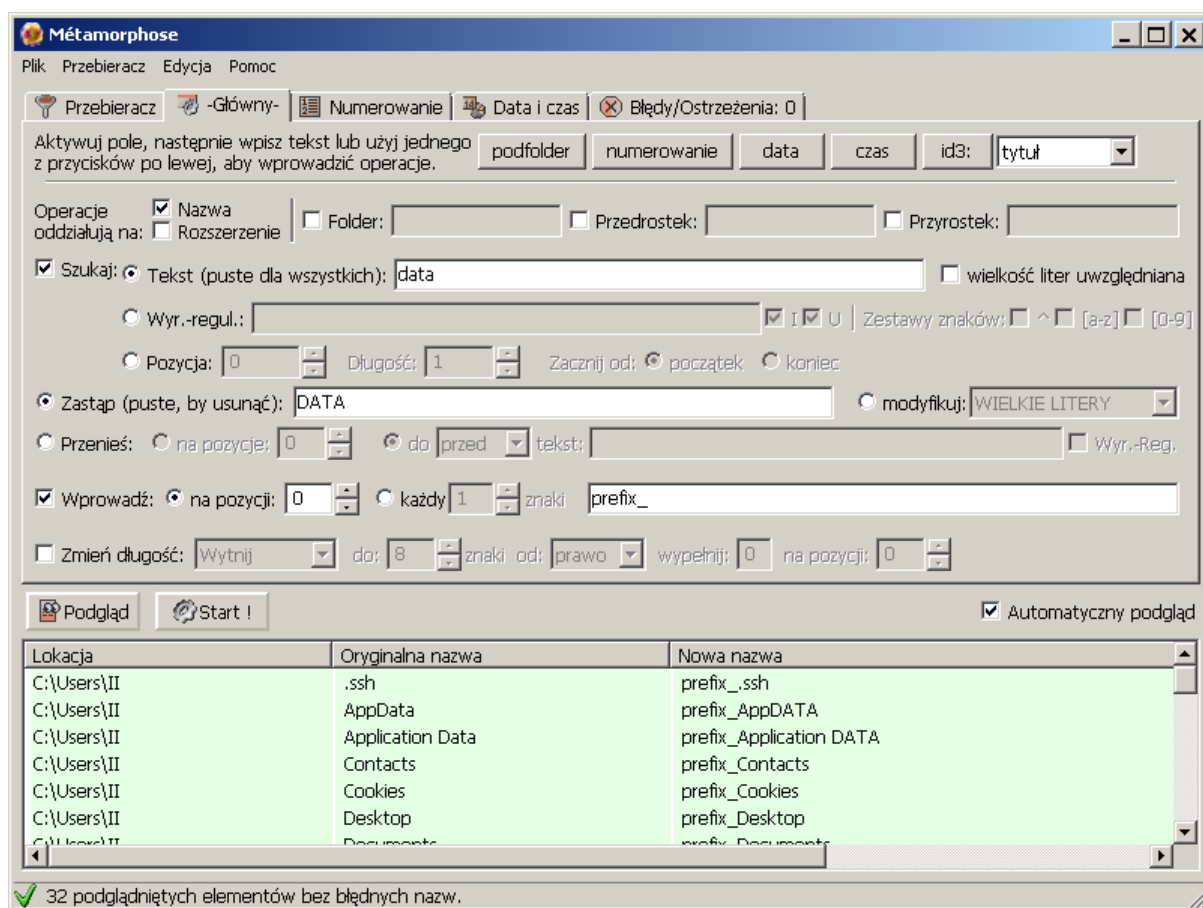 Métamorphose
Plik Przebieracz Edycja Pomoc
Przebieracz -Główny- Numerowanie Data i czas Błędy/Ostrzeżenia: 0
Aktywuj pole, następnie wpisz tekst lub użyj jednego
z przycisków po lewej, aby wprowadzić operacje.
podfolder numerowanie data czas id3: tytuł
Operacje
oddziałują na:
Nazwa
Rozszerzenie
Folder: Przedrostek: Przyrostek:
Szukaj: Tekst (puste dla wszystkich): data wielkość liter uwzględniana
Wyr.-regul.: I U Zestawy znaków: ^ [a-z] [0-9]
Pozycja: 0 Długość: 1 Zacznij od: początek koniec
Zastąp (puste, by usunąć): DATA modyfikuj: WIELKIE LITERY
Przenieś: na pozycje: 0 do przed tekst: Wyr.-Reg.
Wprowadź: na pozycji: 0 każdy 1 znaki prefix_
Zmień długość: Wytnij do: 8 znaki od: prawo wypełnij: 0 na pozycji: 0
Podgląd Start ! Automatyczny podgląd
Lokacja Oryginalna nazwa Nowa nazwa
C:\Users\II .ssh prefix_.ssh
C:\Users\II AppData prefix_AppDATA
C:\Users\II Application Data prefix_Application DATA
C:\Users\II Contacts prefix_Contacts
C:\Users\II Cookies prefix_Cookies
C:\Users\II Desktop prefix_Desktop
C:\Users\II Documents prefix_Documents
32 podglądniętych elementów bez błędnych nazw.